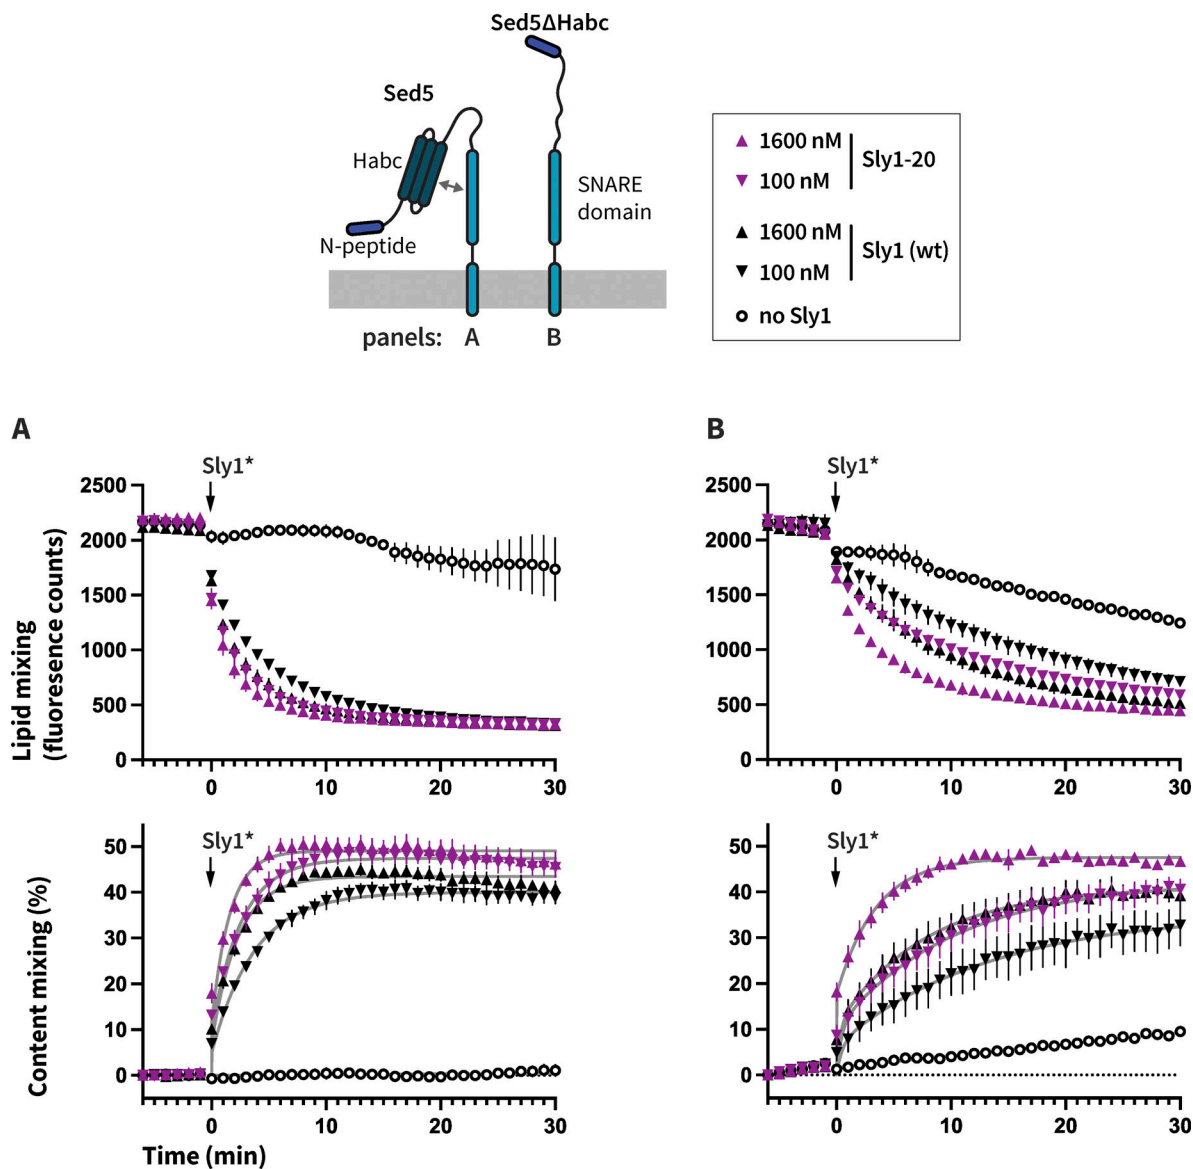 Sed5ΔHabc
Sed5
Habc
SNARE
domain
N-peptide
panels: A B
1600 nM
100 nM
Sly1-20
1600 nM
100 nM
Sly1 (wt)
no Sly1
A
Sly1*
2500
2000
1500
1000
500
0
0 10 20 30
Lipid mixing
(fluorescence counts)
B
Sly1*
2500
2000
1500
1000
500
0
0 10 20 30
Sly1*
50
40
30
20
10
0
0 10 20 30
Content mixing (%)
Time (min)
Sly1*
50
40
30
20
10
0
0 10 20 30